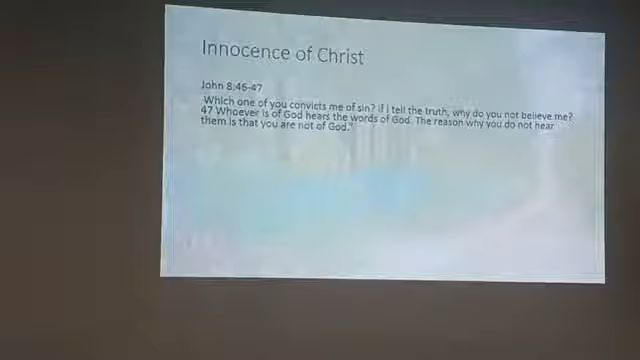 Innocence of Christ
John 8:46-47
Which one of you convicts me of sin? If I tell the truth, why do you not believe me?
47 Whoever is of God hears the words of God. The reason why you do not hear
them is that you are not of God."